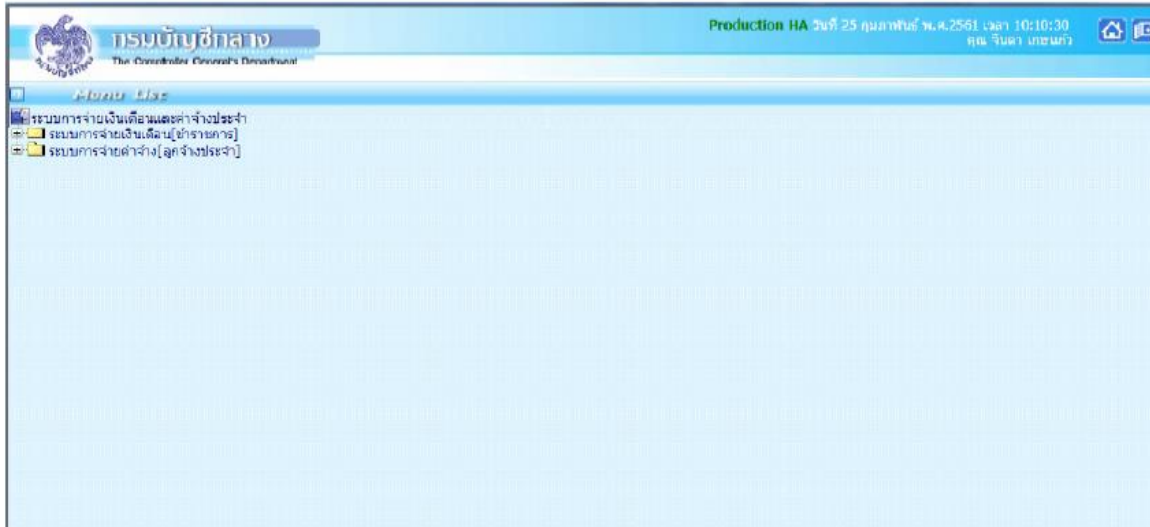 Production HA วันที่ 25 กุมภาพันธ์ พ.ศ.2561 เวลา 10:10:30
คุณ จินดา เกษแก้ว
กรมบัญชีกลาง
The Comptroller General's Department
Menu List
ระบบการจ่ายเงินเดือนและค่าจ้างประจำ
ระบบการจ่ายเงินเดือน[ข้าราชการ]
ระบบการจ่ายค่าจ้าง[ลูกจ้างประจำ]